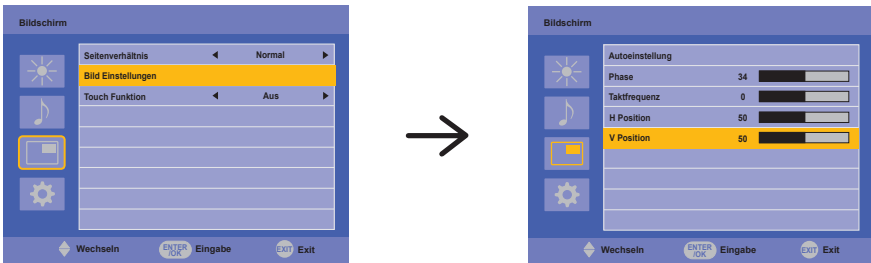 Bildschirm
Seitenverhältnis Normal
Bild Einstellungen
Touch Funktion Aus
Wechseln ENTER /OK Eingabe EXIT Exit
Bildschirm
Autoeinstellung
Phase 34
Taktfrequenz 0
H Position 50
V Position 50
Wechseln ENTER /OK Eingabe EXIT Exit